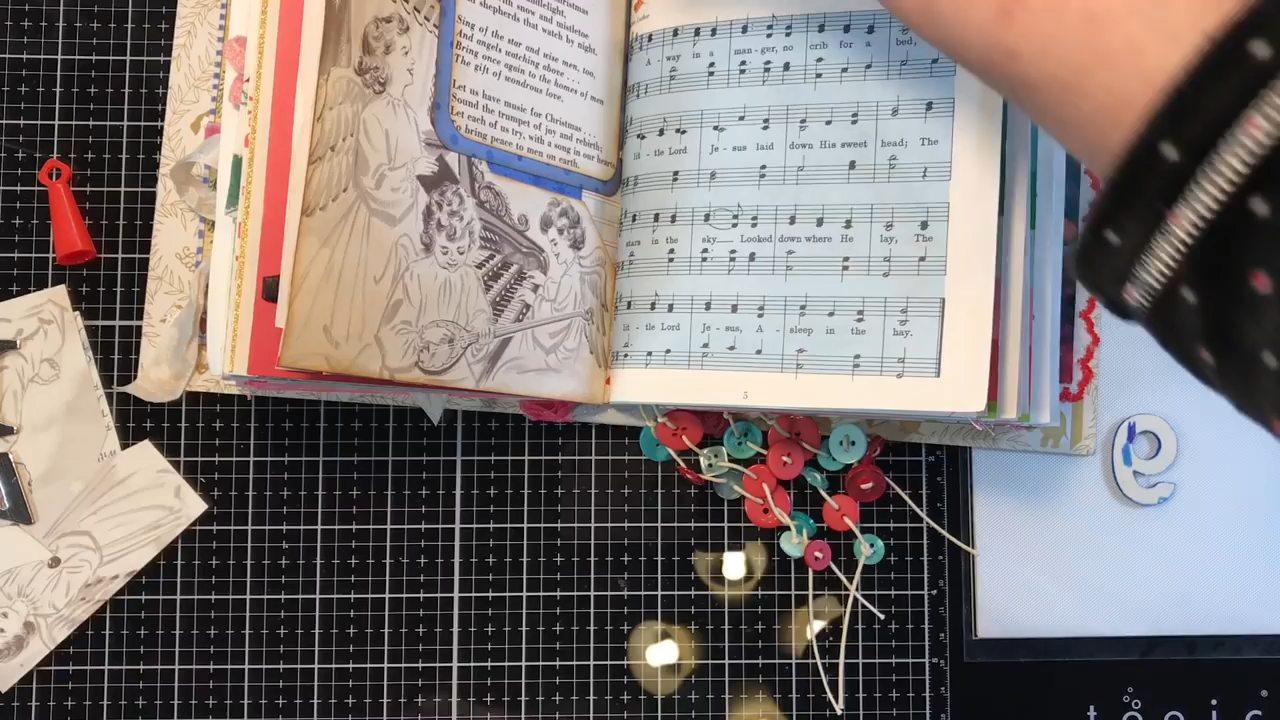 Christmas
candlelight,
with snow and mistletoe
shepherds that watch by night.
Sing of the star and wise men, too,
And angels watching above . . .
Bring once again to the homes of men
The gift of wondrous love.
Let us have music for Christmas . . .
Sound the trumpet of joy and rebirth;
Let each of us try, with a song in our hearts,
To bring peace to men on earth.
A - way in a man - ger, no crib for a bed,
lit - tle Lord Je - sus laid down His sweet head; The
stars in the sky Looked down where He lay, The
lit - tle Lord Je - sus, A - sleep in the hay.
5